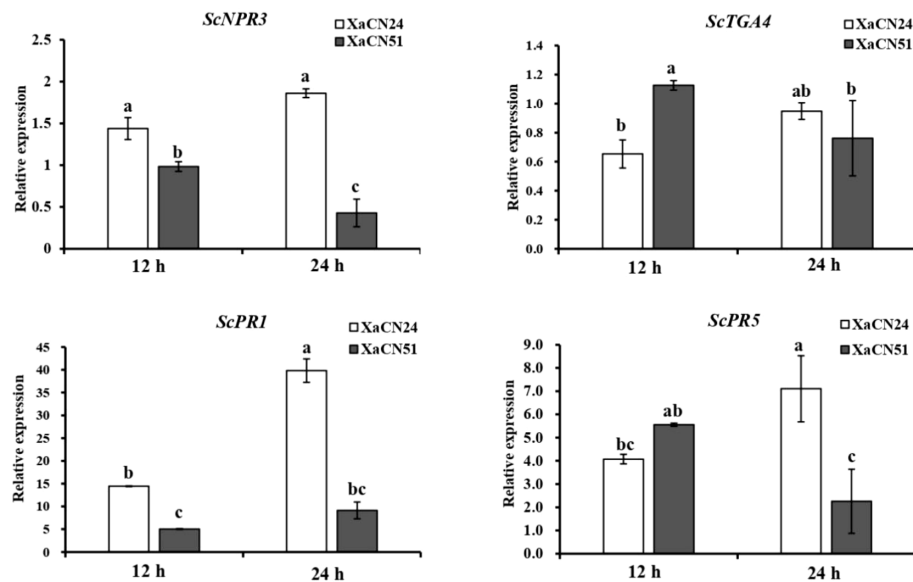 ScNPR3
XaCN24
XaCN51
Relative expression
2.5
2
1.5
1
0.5
0
a
b
a
c
12 h
24 h
ScTGA4
XaCN24
XaCN51
Relative expression
1.4
1.2
1.0
0.8
0.6
0.4
0.2
0.0
b
a
ab
b
12 h
24 h
ScPR1
XaCN24
XaCN51
Relative expression
45
40
35
30
25
20
15
10
5
0
b
c
a
bc
12 h
24 h
ScPR5
XaCN24
XaCN51
Relative expression
9.0
8.0
7.0
6.0
5.0
4.0
3.0
2.0
1.0
0.0
bc
ab
a
c
12 h
24 h